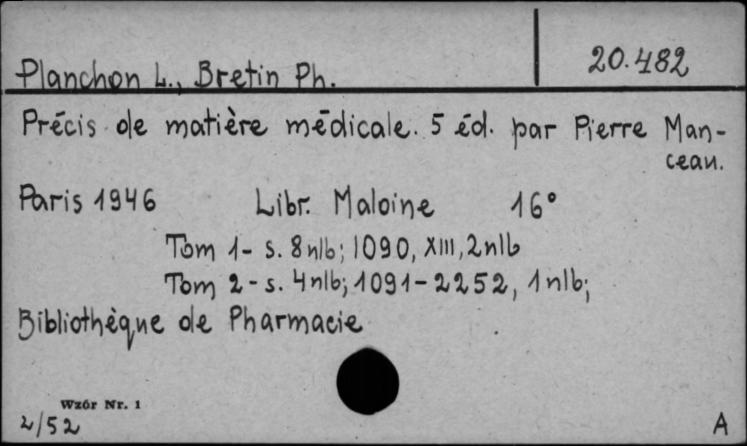 20.482
Planchon L., Bretin Ph.
Précis de matière médicale. 5 éd. par Pierre Man-
ceau.
Paris 1946 Libr. Maloine 16°
Tom 1- s. 8 nlb; 1090, XIII, 2 nlb
Tom 2 - s. 4 nlb; 1091-2252, 1 nlb;
Bibliothèque de Pharmacie
Wzór Nr. 1
2/52
A